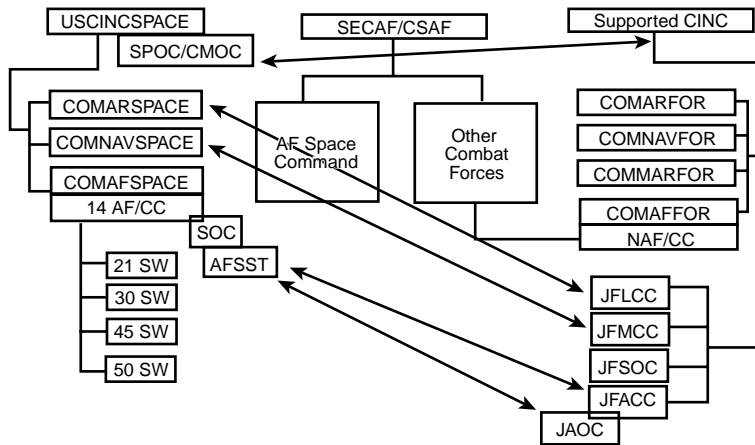 USCINCSPACE
SPOC/CMOC
SECAF/CSAF
Supported CINC
COMARSPACE
COMNAVSPACE
COMAFSPACE
14 AF/CC
SOC
AFSST
21 SW
30 SW
45 SW
50 SW
AF Space
Command
Other
Combat
Forces
COMARFOR
COMNAVFOR
COMMARFOR
COMAFFOR
NAF/CC
JFLCC
JFMCC
JFSOC
JFACC
JAOC